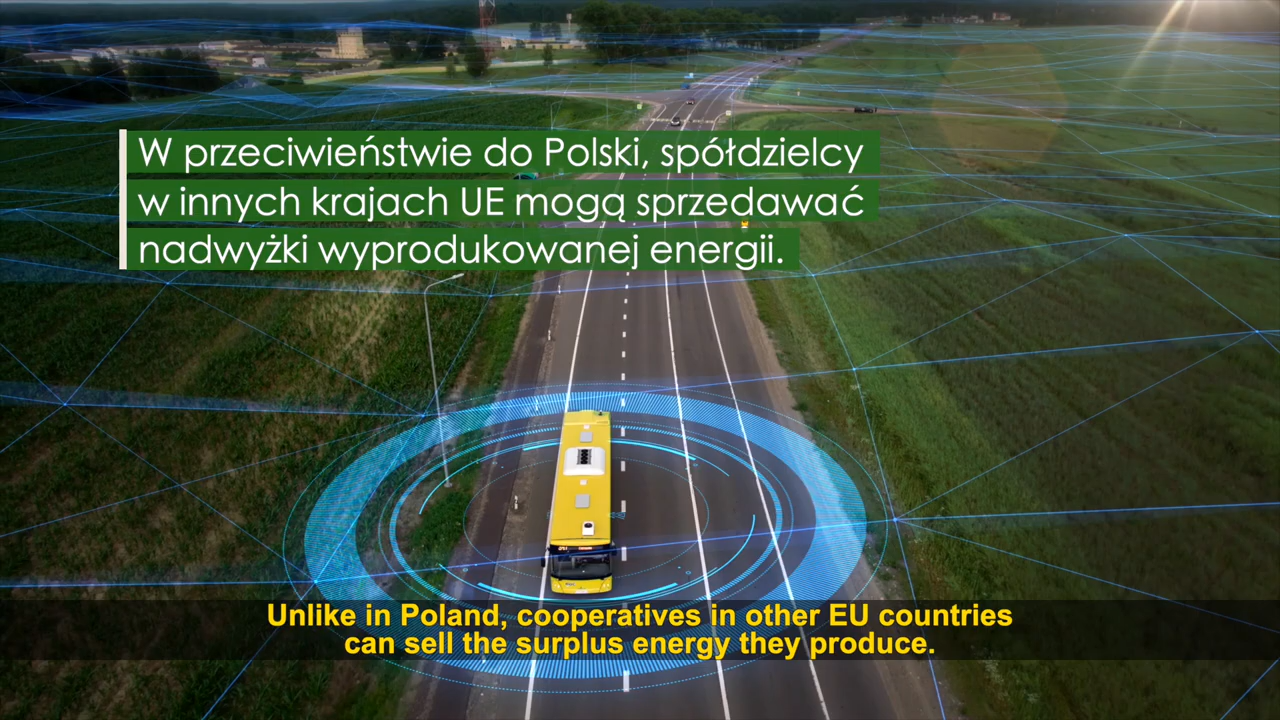 W przeciwieństwie do Polski, spółdzielcy
w innych krajach UE mogą sprzedawać
nadwyżki wyprodukowanej energii.
Unlike in Poland, cooperatives in other EU countries
can sell the surplus energy they produce.